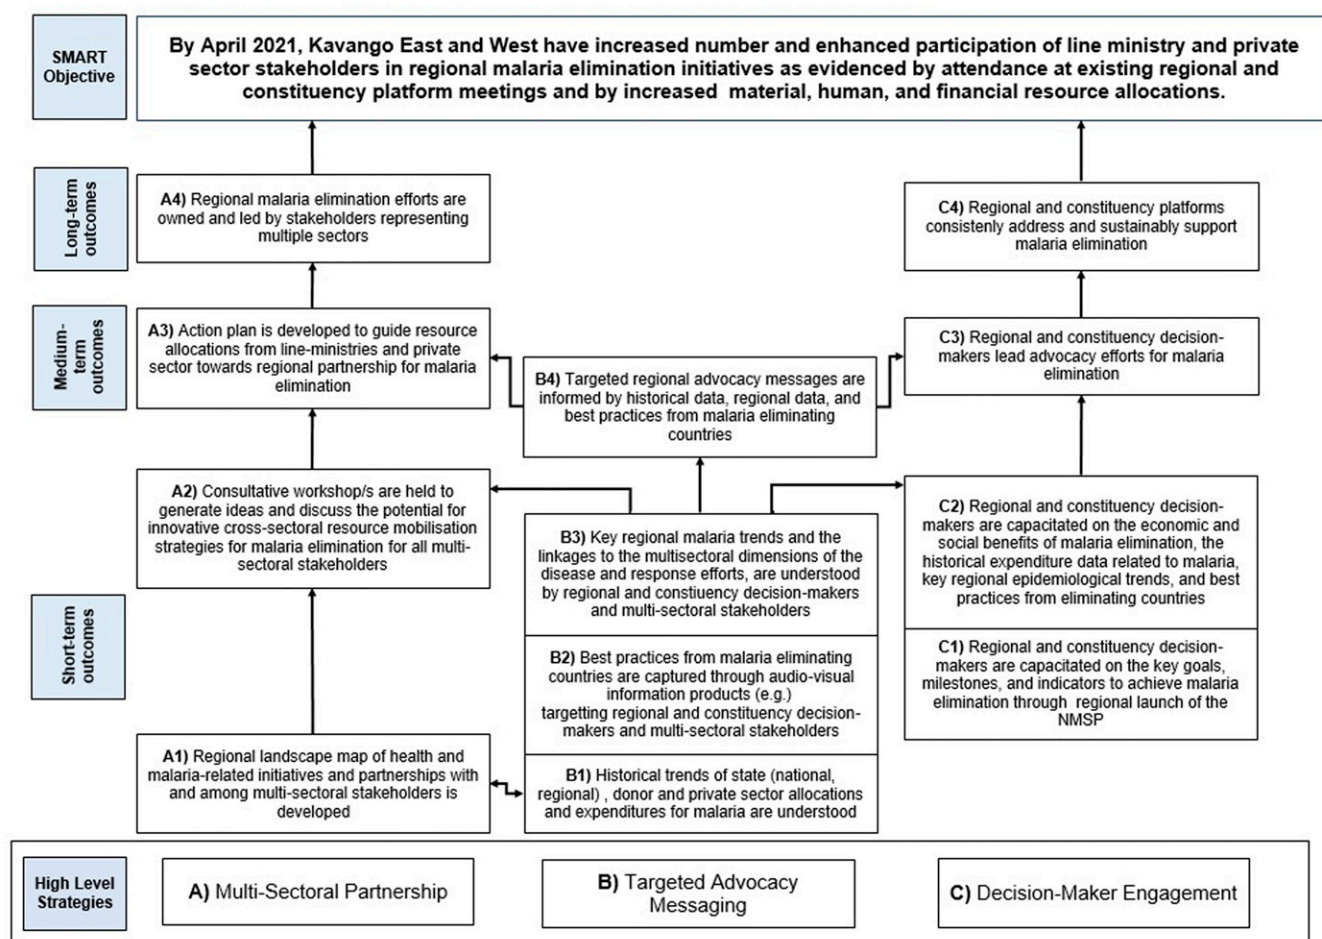 SMART
Objective
By April 2021, Kavango East and West have increased number and enhanced participation of line ministry and private
sector stakeholders in regional malaria elimination initiatives as evidenced by attendance at existing regional and
constituency platform meetings and by increased material, human, and financial resource allocations.
Long-term
outcomes
A4) Regional malaria elimination efforts are
owned and led by stakeholders representing
multiple sectors
C4) Regional and constituency platforms
consistenly address and sustainably support
malaria elimination
Medium-
term
outcomes
A3) Action plan is developed to guide resource
allocations from line-ministries and private
sector towards regional partnership for malaria
elimination
B4) Targeted regional advocacy messages are
informed by historical data, regional data, and
best practices from malaria eliminating
countries
C3) Regional and constituency decision-
makers lead advocacy efforts for malaria
elimination
Short-term
outcomes
A2) Consultative workshop/s are held to
generate ideas and discuss the potential for
innovative cross-sectoral resource mobilisation
strategies for malaria elimination for all multi-
sectoral stakeholders
B3) Key regional malaria trends and the
linkages to the multisectoral dimensions of the
disease and response efforts, are understood
by regional and constiuency decision-makers
and multi-sectoral stakeholders
C2) Regional and constituency decision-
makers are capacitated on the economic and
social benefits of malaria elimination, the
historical expenditure data related to malaria,
key regional epidemiological trends, and best
practices from eliminating countries
B2) Best practices from malaria eliminating
countries are captured through audio-visual
information products (e.g.)
targetting regional and constituency decision-
makers and multi-sectoral stakeholders
C1) Regional and constituency decision-
makers are capacitated on the key goals,
milestones, and indicators to achieve malaria
elimination through regional launch of the
NMSP
A1) Regional landscape map of health and
malaria-related initiatives and partnerships with
and among multi-sectoral stakeholders is
developed
B1) Historical trends of state (national,
regional) , donor and private sector allocations
and expenditures for malaria are understood
High Level
Strategies
A) Multi-Sectoral Partnership
B) Targeted Advocacy
Messaging
C) Decision-Maker Engagement